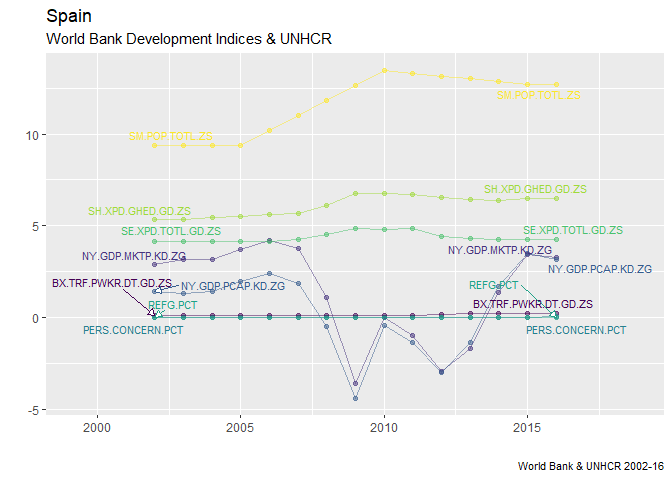 Spain
World Bank Development Indices & UNHCR
SM.POP.TOTL.ZS
SM.POP.TOTL.ZS
10
SH.XPD.GHED.GD.ZS
SH.XPD.GHED.GD.ZS
5
SE.XPD.TOTL.GD.ZS
SE.XPD.TOTL.GD.ZS
NY.GDP.MKTP.KD.ZG
NY.GDP.MKTP.KD.ZG
NY.GDP.PCAP.KD.ZG
BX.TRF.PWKR.DT.GD.ZS
NY.GDP.PCAP.KD.ZG
REFG.PCT
REFG.PCT
BX.TRF.PWKR.DT.GD.ZS
0
PERS.CONCERN.PCT
PERS.CONCERN.PCT
-5
2000
2005
2010
2015
World Bank & UNHCR 2002-16